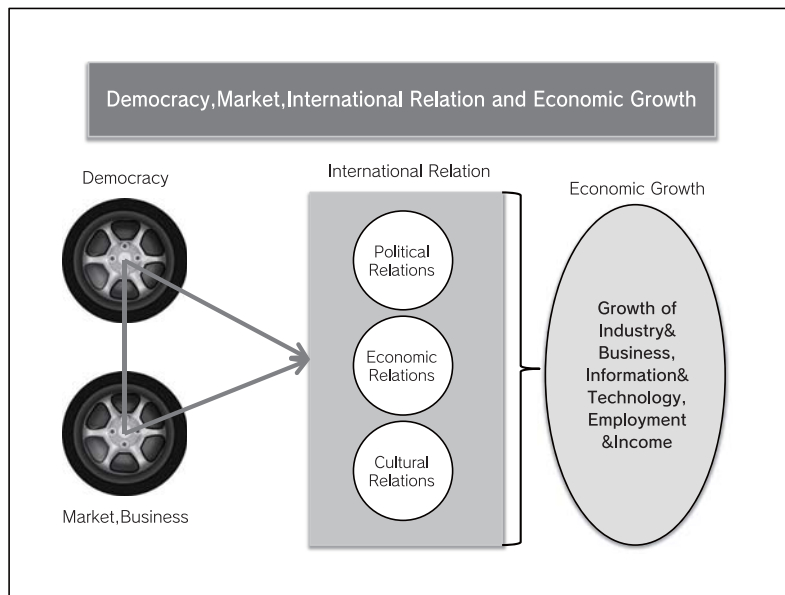 Democracy,Market,International Relation and Economic Growth
Democracy
International Relation
Economic Growth
Political
Relations
Economic
Relations
Cultural
Relations
Growth of
Industry&
Business,
Information&
Technology,
Employment
&Income
Market,Business